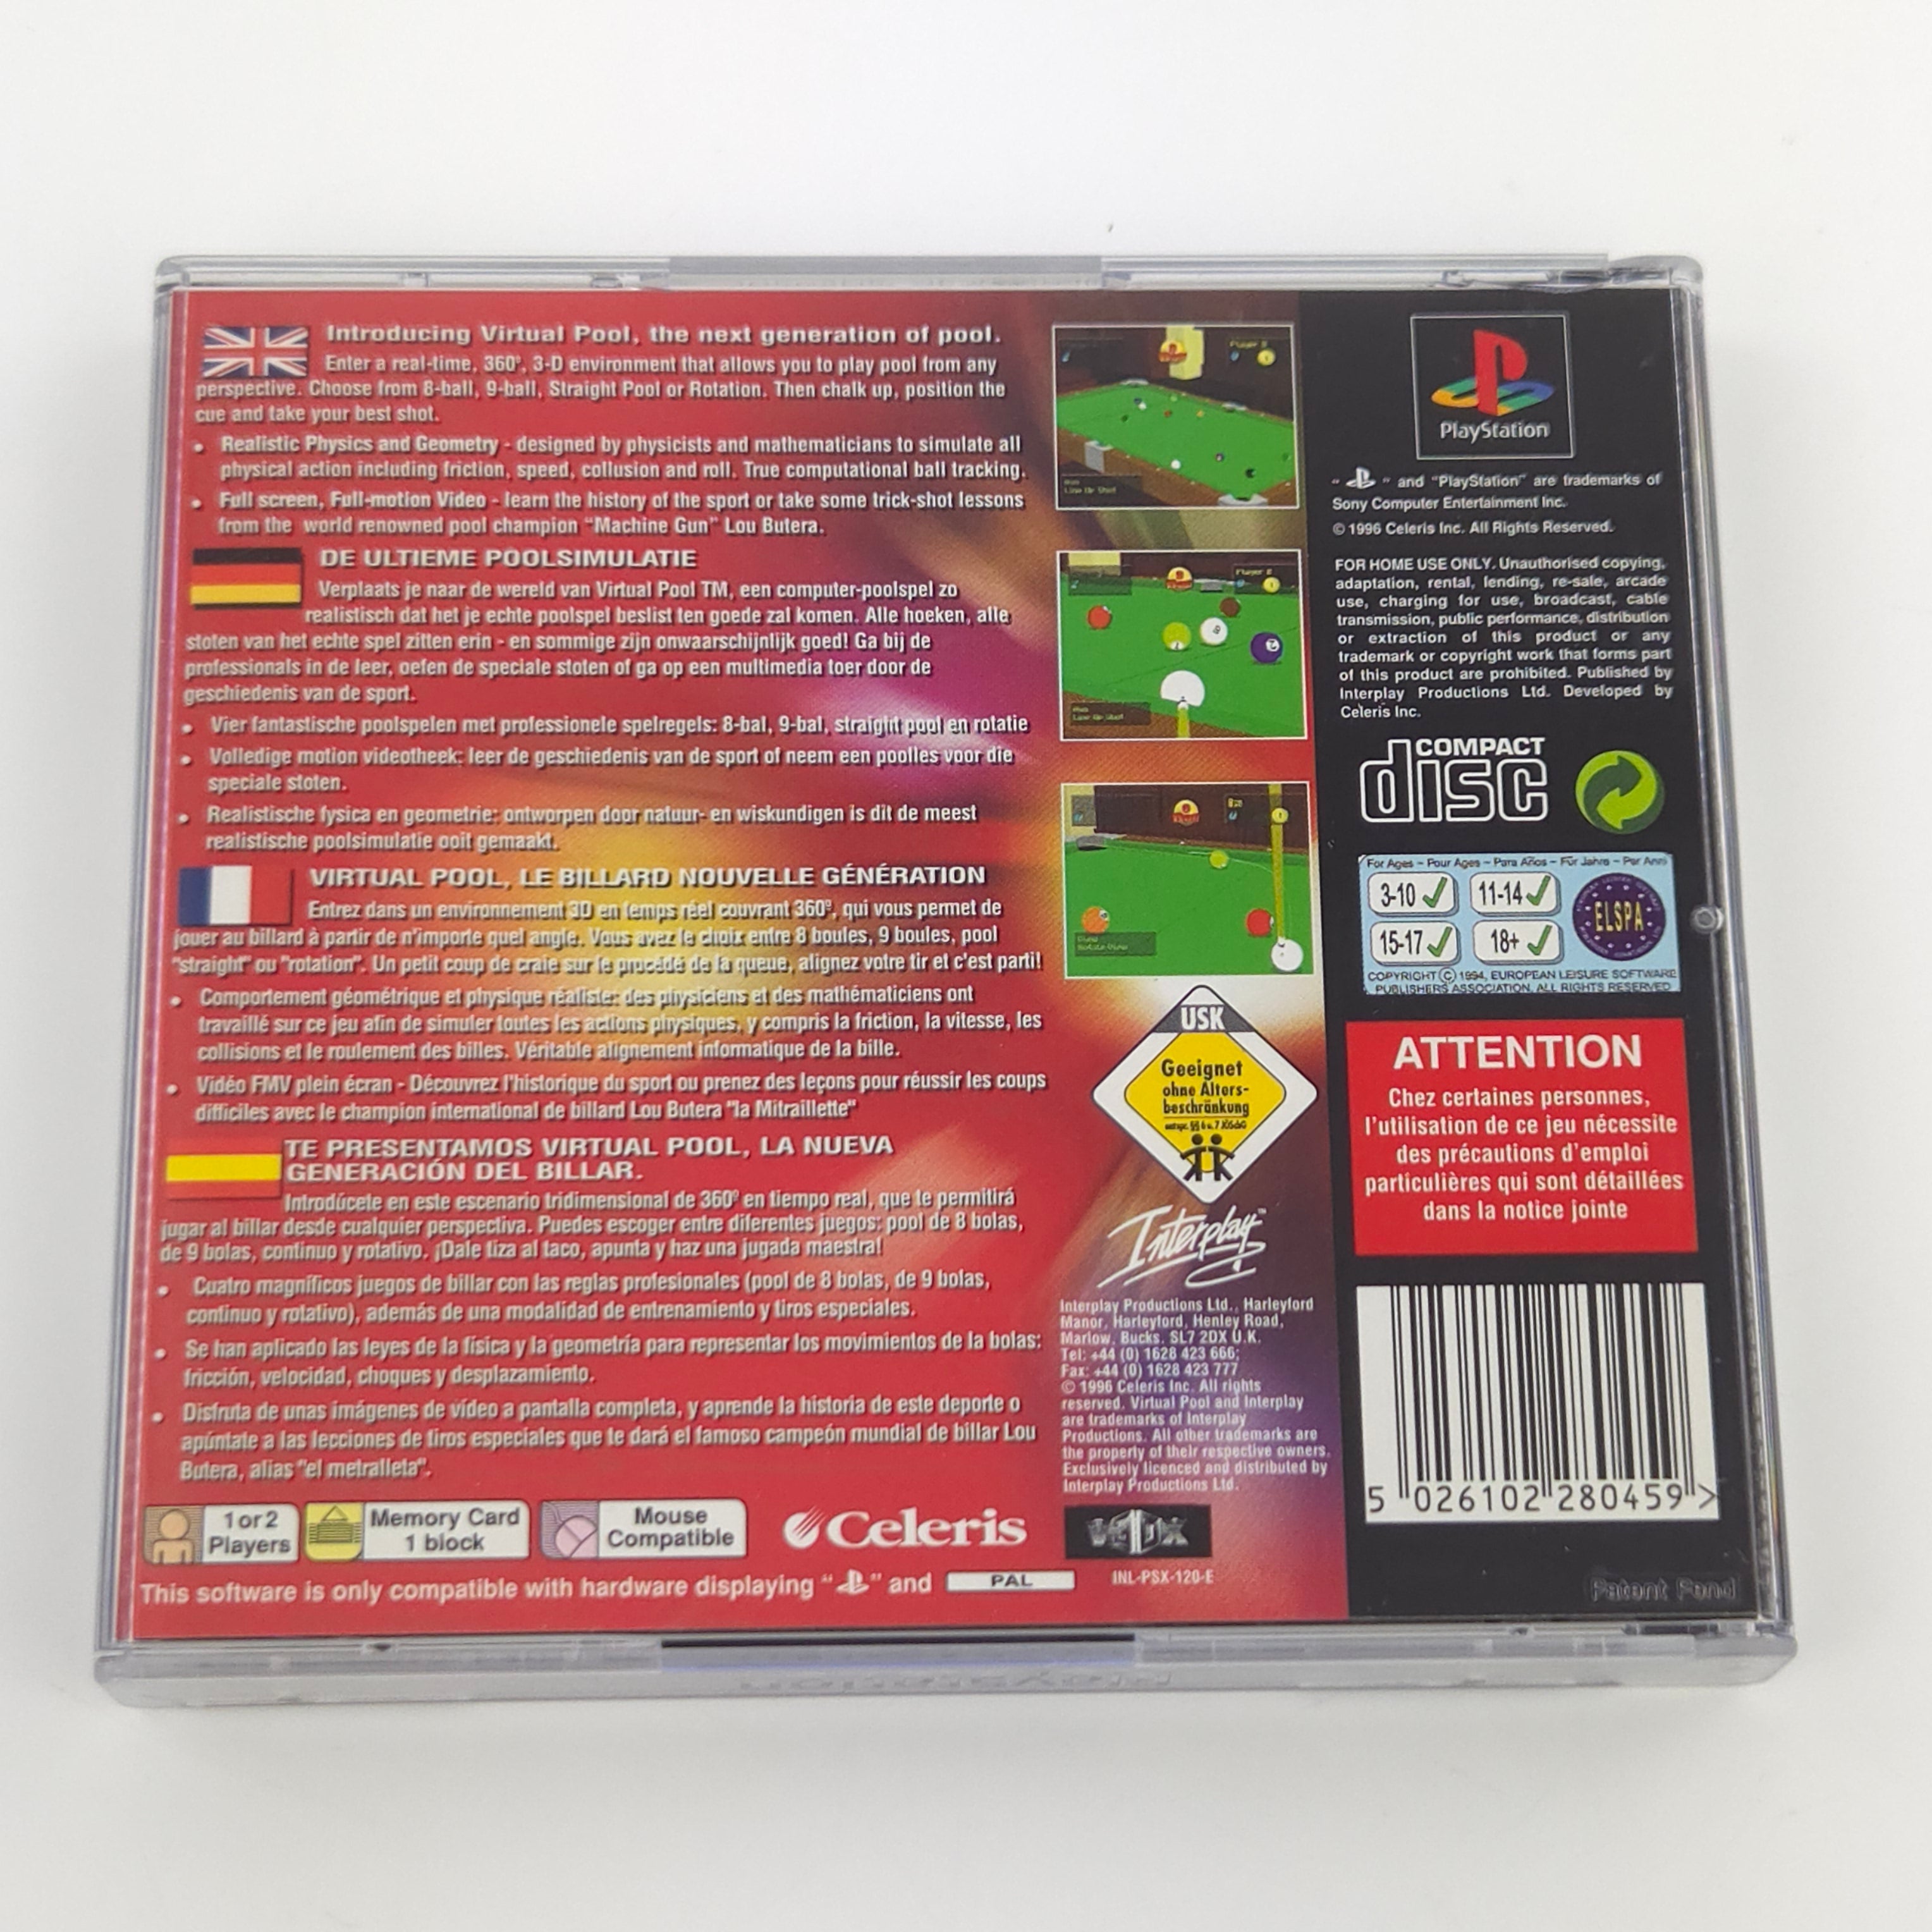 Introducing Virtual Pool, the next generation of pool.
Enter a real-time, 360º, 3-D environment that allows you to play pool from any
perspective. Choose from 8-ball, 9-ball, Straight Pool or Rotation. Then chalk up, position the
cue and take your best shot.
• Realistic Physics and Geometry - designed by physicists and mathematicians to simulate all
physical action including friction, speed, collusion and roll. True computational ball tracking.
• Full screen, Full-motion Video - learn the history of the sport or take some trick-shot lessons
from the world renowned pool champion "Machine Gun" Lou Butera.
DE ULTIEME POOLSIMULATIE
Verplaats je naar de wereld van Virtual Pool TM, een computer-poolspel zo
realistisch dat het je echte poolspel beslist ten goede zal komen. Alle hoeken, alle
stoten van het echte spel zitten erin - en sommige zijn onwaarschijnlijk goed! Ga bij de
professionals in de leer, oefen de speciale stoten of ga op een multimedia toer door de
geschiedenis van de sport.
• Vier fantastische poolspelen met professionele spelregels: 8-bal, 9-bal, straight pool en rotatie
• Volledige motion videotheek: leer de geschiedenis van de sport of neem een poolles voor die
speciale stoten.
• Realistische fysica en geometrie: ontworpen door natuur- en wiskundigen is dit de meest
realistische poolsimulatie ooit gemaakt.
VIRTUAL POOL, LE BILLARD NOUVELLE GÉNÉRATION
Entrez dans un environnement 3D en temps réel couvrant 360º, qui vous permet de
jouer au billard à partir de n'importe quel angle. Vous avez le choix entre 8 boules, 9 boules, pool
"straight" ou "rotation". Un petit coup de craie sur le procédé de la queue, alignez votre tir et c'est parti!
• Comportement géométrique et physique réaliste: des physiciens et des mathématiciens ont
travaillé sur ce jeu afin de simuler toutes les actions physiques, y compris la friction, la vitesse, les
collisions et le roulement des billes. Véritable alignement informatique de la bille.
• Vidéo FMV plein écran - Découvrez l'historique du sport ou prenez des leçons pour réussir les coups
difficiles avec le champion international de billard Lou Butera "la Mitraillette"
TE PRESENTAMOS VIRTUAL POOL, LA NUEVA
GENERACIÓN DEL BILLAR.
Introdúcete en este escenario tridimensional de 360º en tiempo real, que te permitirá
jugar al billar desde cualquier perspectiva. Puedes escoger entre diferentes juegos: pool de 8 bolas,
de 9 bolas, continuo y rotativo. ¡Dale tiza al taco, apunta y haz una jugada maestra!
• Cuatro magníficos juegos de billar con las reglas profesionales (pool de 8 bolas, de 9 bolas,
continuo y rotativo), además de una modalidad de entrenamiento y tiros especiales.
• Se han aplicado las leyes de la física y la geometría para representar los movimientos de la bolas:
fricción, velocidad, choques y desplazamiento.
• Disfruta de unas imágenes de vídeo a pantalla completa, y aprende la historia de este deporte o
apúntate a las lecciones de tiros especiales que te dará el famoso campeón mundial de billar Lou
Butera, alias "el metralleta".
1 or 2
Players
Memory Card
1 block
Mouse
Compatible
Celeris
This software is only compatible with hardware displaying " " and PAL
USK
Geeignet
ohne Alters-
beschränkung
Interplay™
Interplay Productions Ltd., Harleyford
Manor, Harleyford, Henley Road,
Marlow, Bucks. SL7 2DX U.K.
Tel: +44 (0) 1628 423 666;
Fax: +44 (0) 1628 423 777
© 1996 Celeris Inc. All rights
reserved. Virtual Pool and Interplay
are trademarks of Interplay
Productions. All other trademarks are
the property of their respective owners.
Exclusively licenced and distributed by
Interplay Productions Ltd.
INL-PSX-120-E
PlayStation
" " and "PlayStation" are trademarks of
Sony Computer Entertainment Inc.
© 1996 Celeris Inc. All Rights Reserved.
FOR HOME USE ONLY. Unauthorised copying,
adaptation, rental, lending, re-sale, arcade
use, charging for use, broadcast, cable
transmission, public performance, distribution
or extraction of this product or any
trademark or copyright work that forms part
of this product are prohibited. Published by
Interplay Productions Ltd. Developed by
Celeris Inc.
COMPACT
disc
For Ages – Pour Ages – Para Años – Für Jahre – Per Anni
3-10 11-14
15-17 18+
ELSPA
COPYRIGHT © 1994, EUROPEAN LEISURE SOFTWARE
PUBLISHERS ASSOCIATION. ALL RIGHTS RESERVED
ATTENTION
Chez certaines personnes,
l'utilisation de ce jeu nécessite
des précautions d'emploi
particulières qui sont détaillées
dans la notice jointe
5 026102 280459 >
Patent Pend